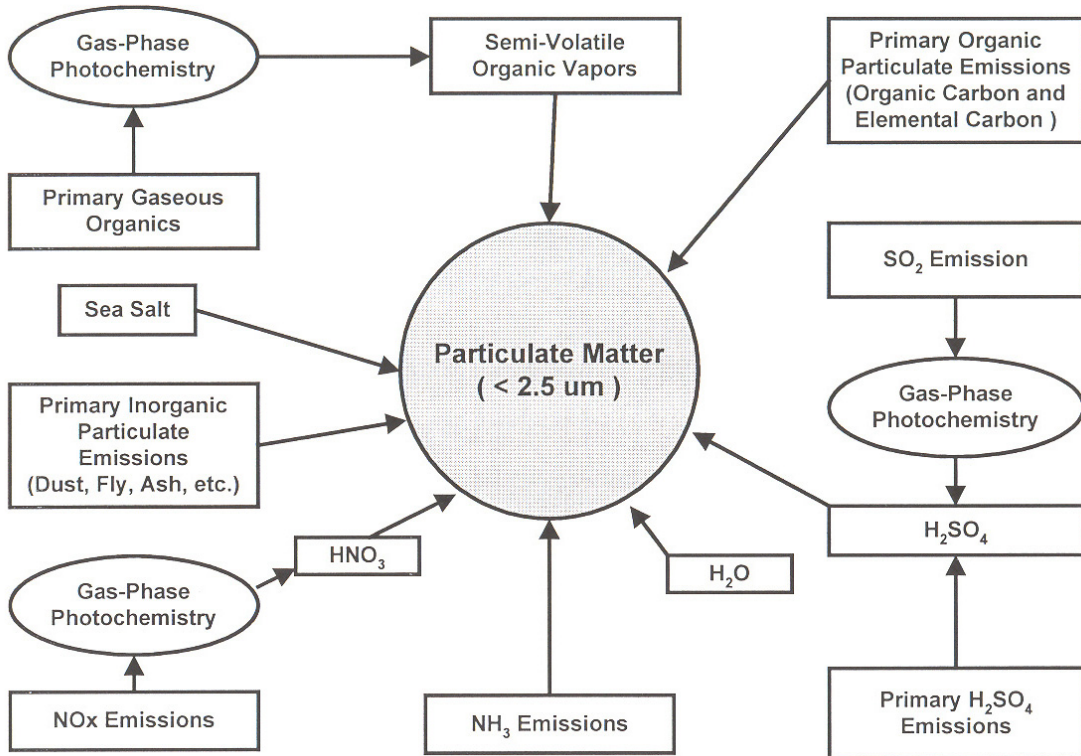 Gas-Phase
Photochemistry
Semi-Volatile
Organic Vapors
Primary Organic
Particulate Emissions
(Organic Carbon and
Elemental Carbon )
Primary Gaseous
Organics
SO₂ Emission
Sea Salt
Particulate Matter
( < 2.5 um )
Gas-Phase
Photochemistry
Primary Inorganic
Particulate
Emissions
(Dust, Fly, Ash, etc.)
H₂SO₄
HNO₃
H₂O
Gas-Phase
Photochemistry
NOx Emissions
NH₃ Emissions
Primary H₂SO₄
Emissions